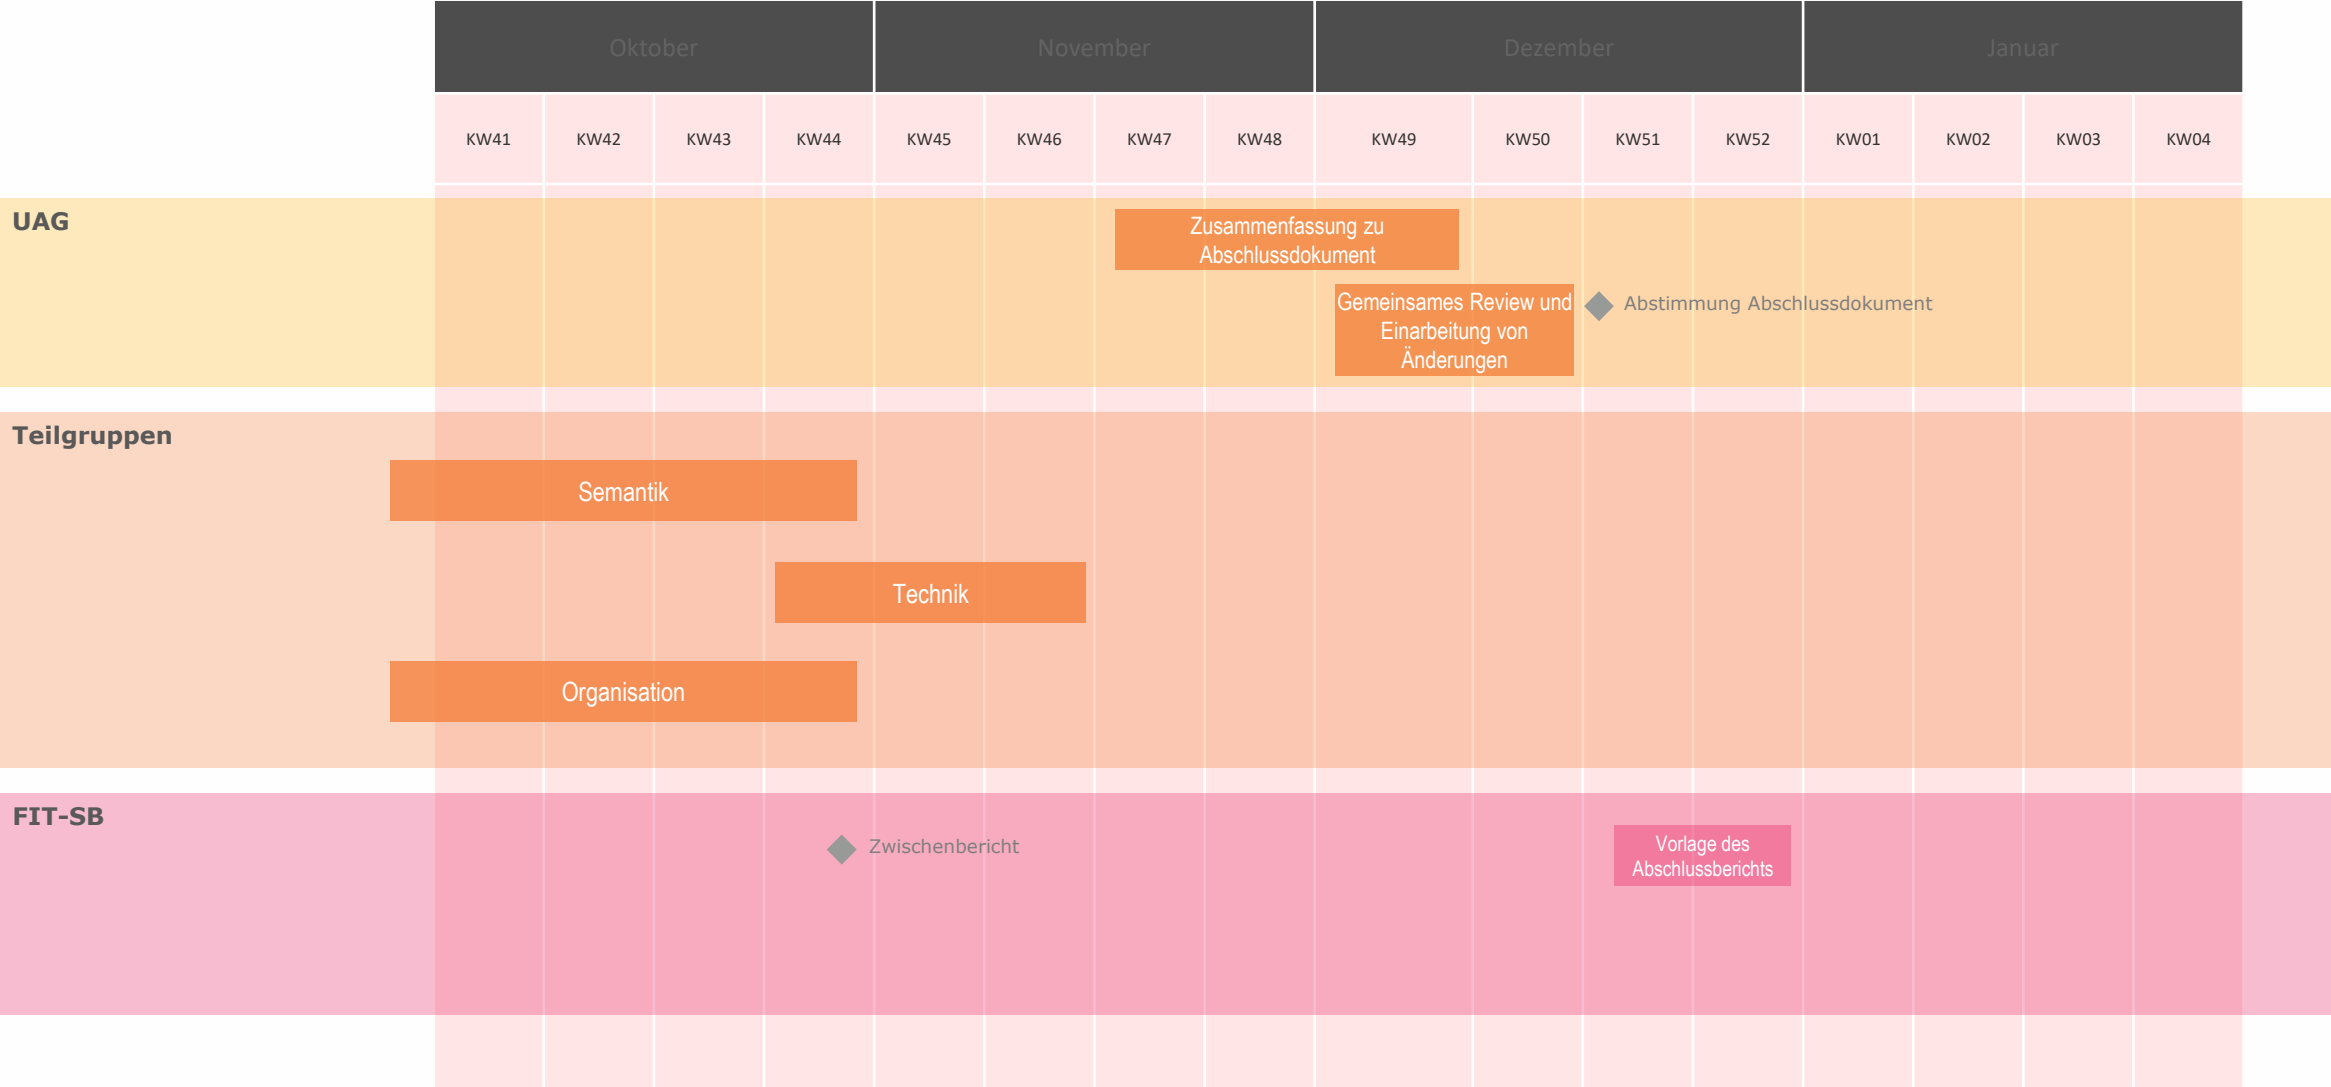 Oktober November Dezember Januar
KW41 KW42 KW43 KW44 KW45 KW46 KW47 KW48 KW49 KW50 KW51 KW52 KW01 KW02 KW03 KW04
UAG
Zusammenfassung zu
Abschlussdokument
Gemeinsames Review und
Einarbeitung von
Änderungen
Abstimmung Abschlussdokument
Teilgruppen
Semantik
Technik
Organisation
FIT-SB
Zwischenbericht
Vorlage des
Abschlussberichts